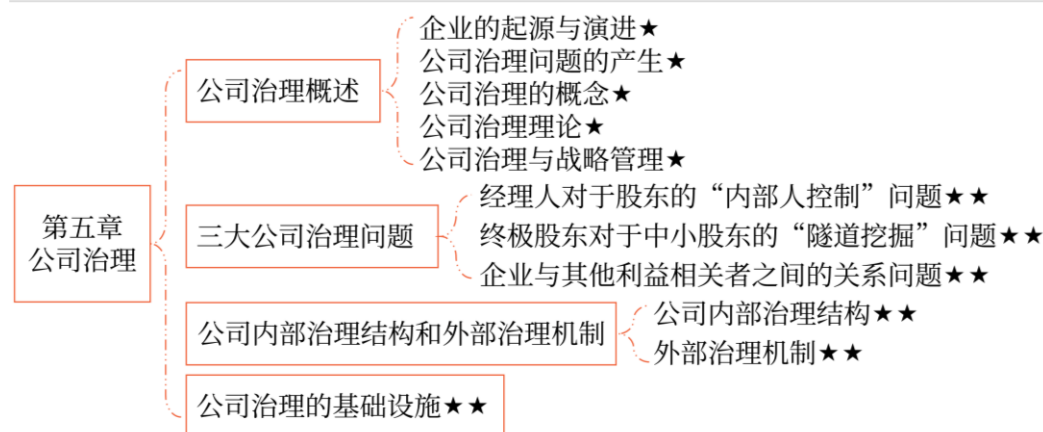 第五章
公司治理
公司治理概述
企业的起源与演进★
公司治理问题的产生★
公司治理的概念★
公司治理理论★
公司治理与战略管理★
三大公司治理问题
经理人对于股东的“内部人控制”问题★★
终极股东对于中小股东的“隧道挖掘”问题★★
企业与其他利益相关者之间的关系问题★★
公司内部治理结构和外部治理机制
公司内部治理结构★★
外部治理机制★★
公司治理的基础设施★★